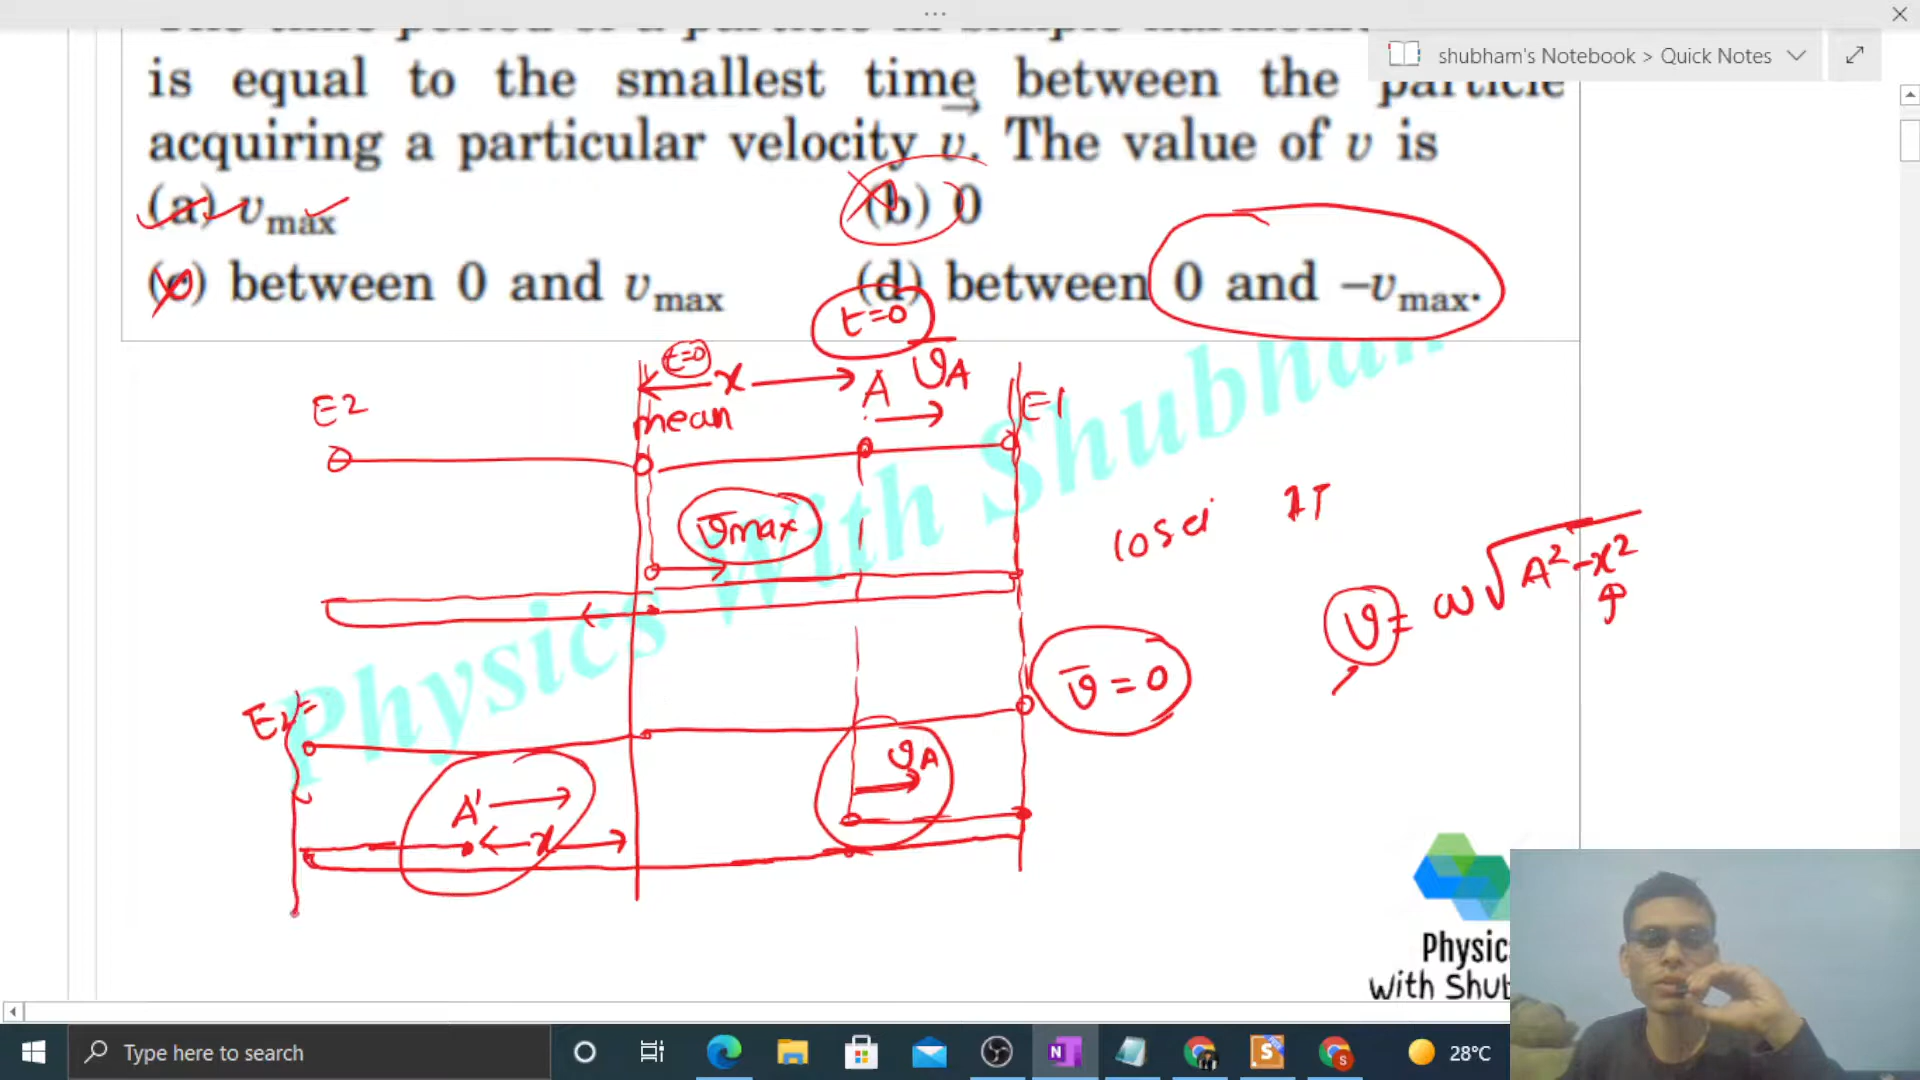 shubham's Notebook > Quick Notes
is equal to the smallest time between the particle
acquiring a particular velocity v. The value of v is
(a) vmax (b) 0
(c) between 0 and vmax (d) between 0 and −vmax.
t=0
t=0
x
A
VA
E2
mean
E1
Physics With Shubham
Vmax
1T
V = ω√A²-x²
V = 0
VA
A'
x
Physic
With Shub
Type here to search
28°C